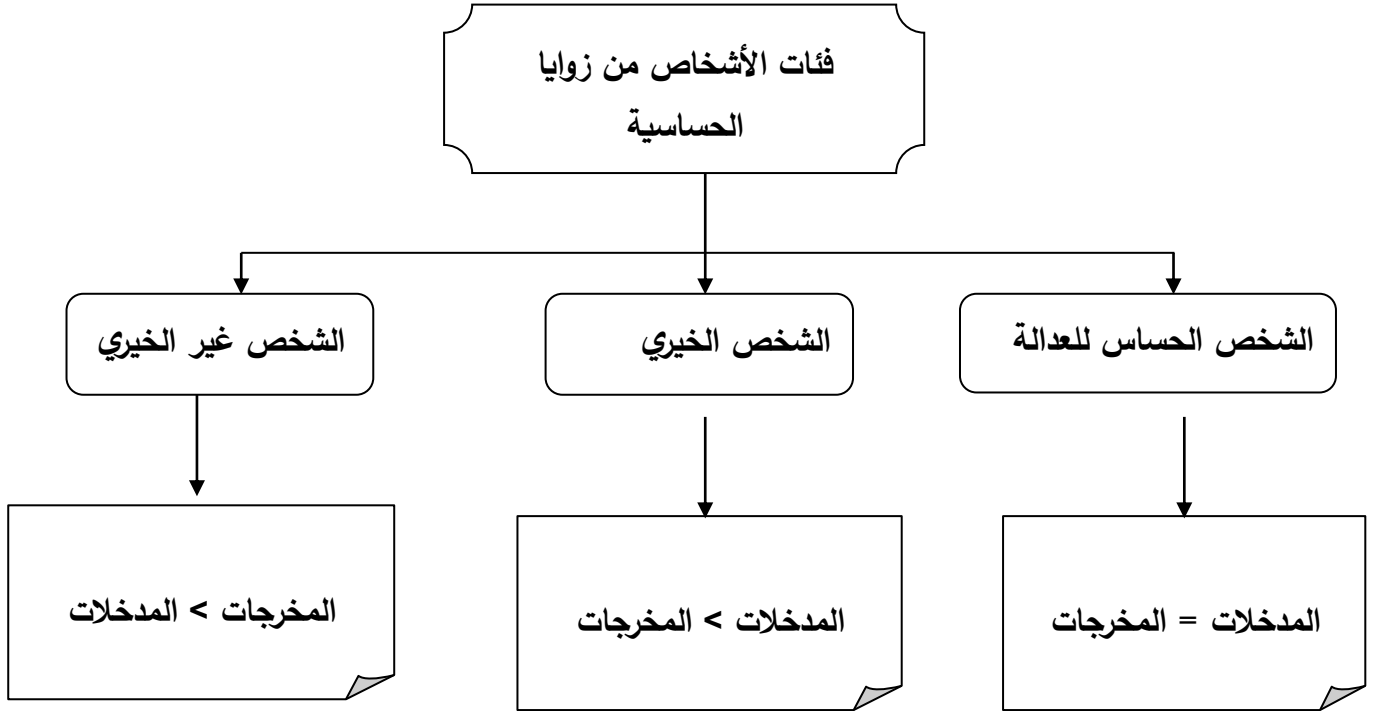 فئات الأشخاص من زوايا
الحساسية
الشخص الحساس للعدالة
الشخص الخيري
الشخص غير الخيري
المدخلات = المخرجات
المدخلات > المخرجات
المخرجات > المدخلات